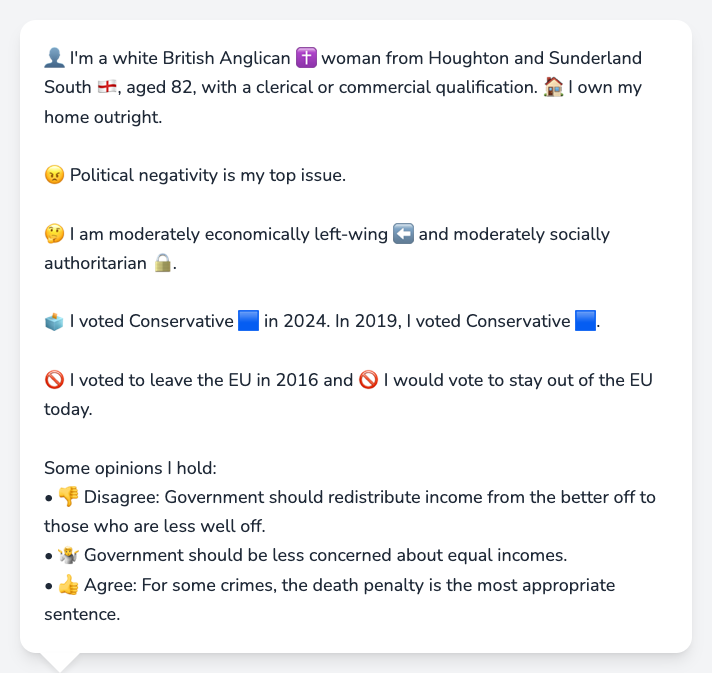 👤 I'm a white British Anglican ✝️ woman from Houghton and Sunderland
South 🏴󠁧󠁢󠁥󠁮󠁧󠁿, aged 82, with a clerical or commercial qualification. 🏠 I own my
home outright.
😠 Political negativity is my top issue.
🤔 I am moderately economically left-wing ⬅️ and moderately socially
authoritarian 🔒.
🗳️ I voted Conservative 🟦 in 2024. In 2019, I voted Conservative 🟦.
🚫 I voted to leave the EU in 2016 and 🚫 I would vote to stay out of the EU
today.
Some opinions I hold:
• 👎 Disagree: Government should redistribute income from the better off to
those who are less well off.
• 🤷 Government should be less concerned about equal incomes.
• 👍 Agree: For some crimes, the death penalty is the most appropriate
sentence.